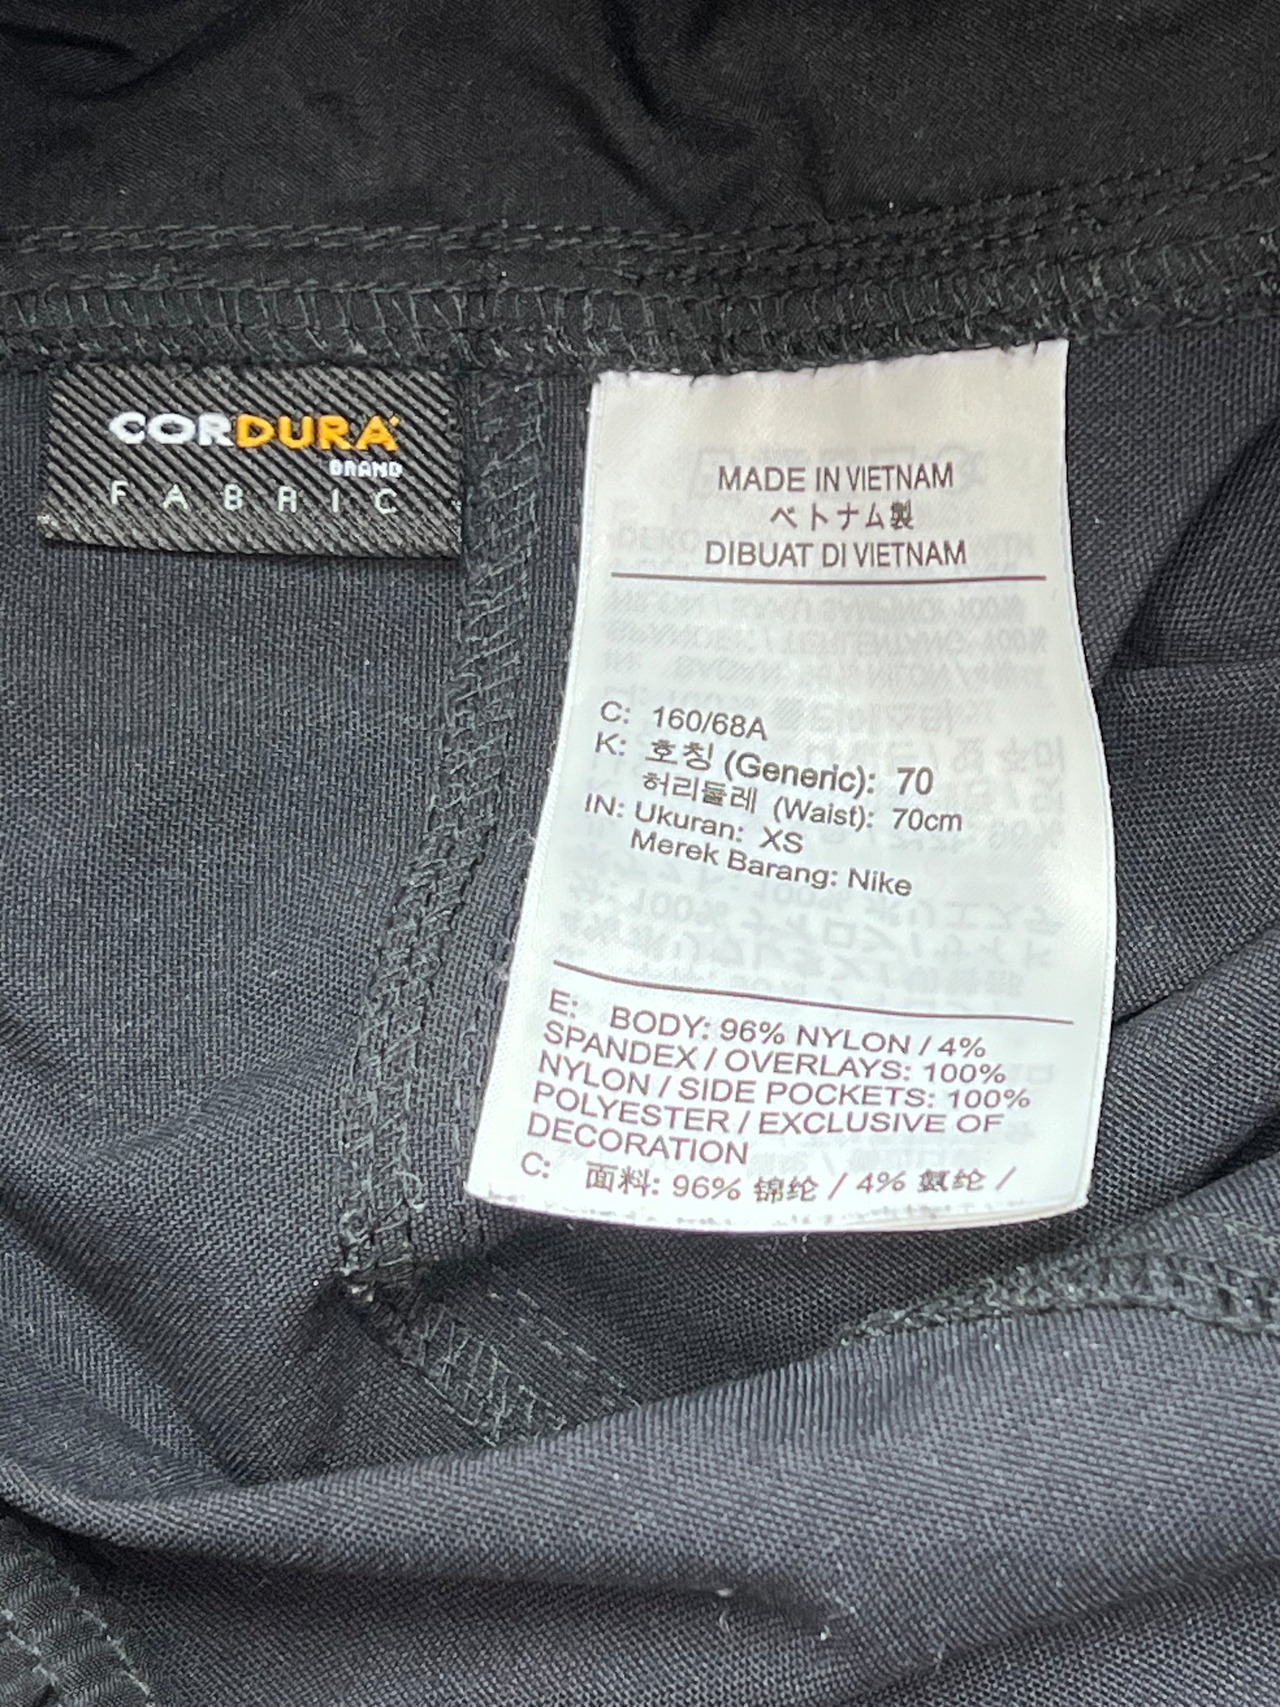 CORDURA
BRAND
FABRIC
MADE IN VIETNAM
ベトナム製
DIBUAT DI VIETNAM
C: 160/68A
K: 호칭 (Generic): 70
허리둘레 (Waist): 70cm
IN: Ukuran: XS
Merek Barang: Nike
E: BODY: 96% NYLON / 4%
SPANDEX / OVERLAYS: 100%
NYLON / SIDE POCKETS: 100%
POLYESTER / EXCLUSIVE OF
DECORATION
C: 面料: 96% 锦纶 / 4% 氨纶 /